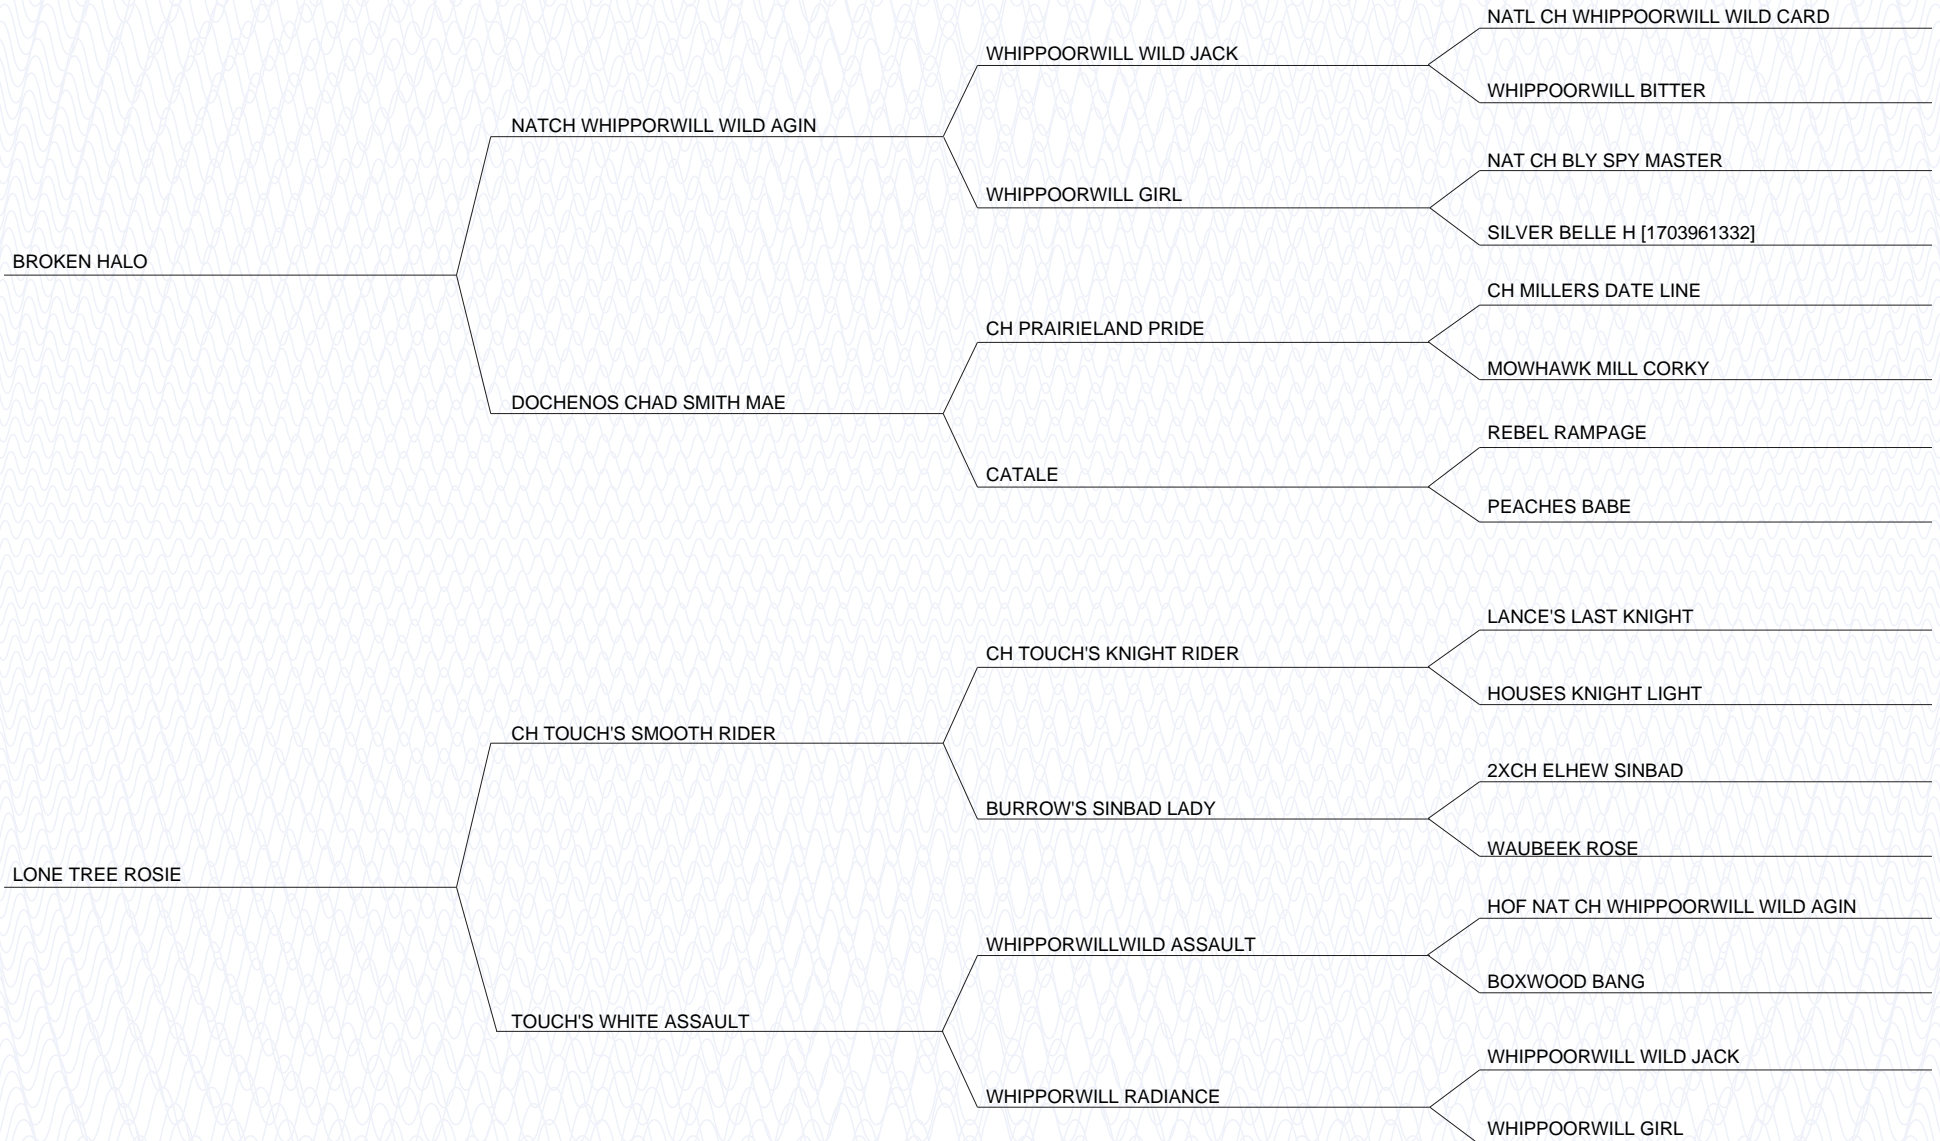 NATL CH WHIPPOORWILL WILD CARD
WHIPPOORWILL WILD JACK
WHIPPOORWILL BITTER
NATCH WHIPPORWILL WILD AGIN
NAT CH BLY SPY MASTER
WHIPPOORWILL GIRL
SILVER BELLE H [1703961332]
BROKEN HALO
CH MILLERS DATE LINE
CH PRAIRIELAND PRIDE
MOWHAWK MILL CORKY
DOCHENOS CHAD SMITH MAE
REBEL RAMPAGE
CATALE
PEACHES BABE
LANCE'S LAST KNIGHT
CH TOUCH'S KNIGHT RIDER
HOUSES KNIGHT LIGHT
CH TOUCH'S SMOOTH RIDER
2XCH ELHEW SINBAD
BURROW'S SINBAD LADY
WAUBEEK ROSE
LONE TREE ROSIE
HOF NAT CH WHIPPOORWILL WILD AGIN
WHIPPORWILLWILD ASSAULT
BOXWOOD BANG
TOUCH'S WHITE ASSAULT
WHIPPOORWILL WILD JACK
WHIPPORWILL RADIANCE
WHIPPOORWILL GIRL